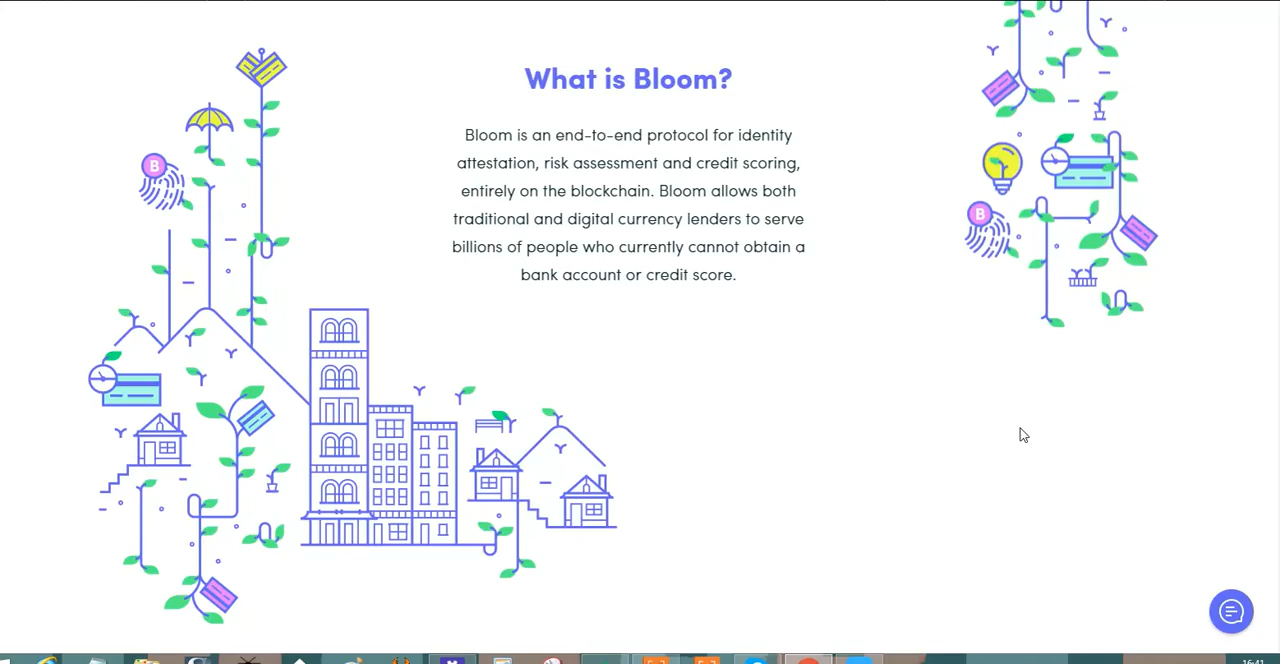 What is Bloom?
Bloom is an end-to-end protocol for identity
attestation, risk assessment and credit scoring,
entirely on the blockchain. Bloom allows both
traditional and digital currency lenders to serve
billions of people who currently cannot obtain a
bank account or credit score.
B
B
16:41